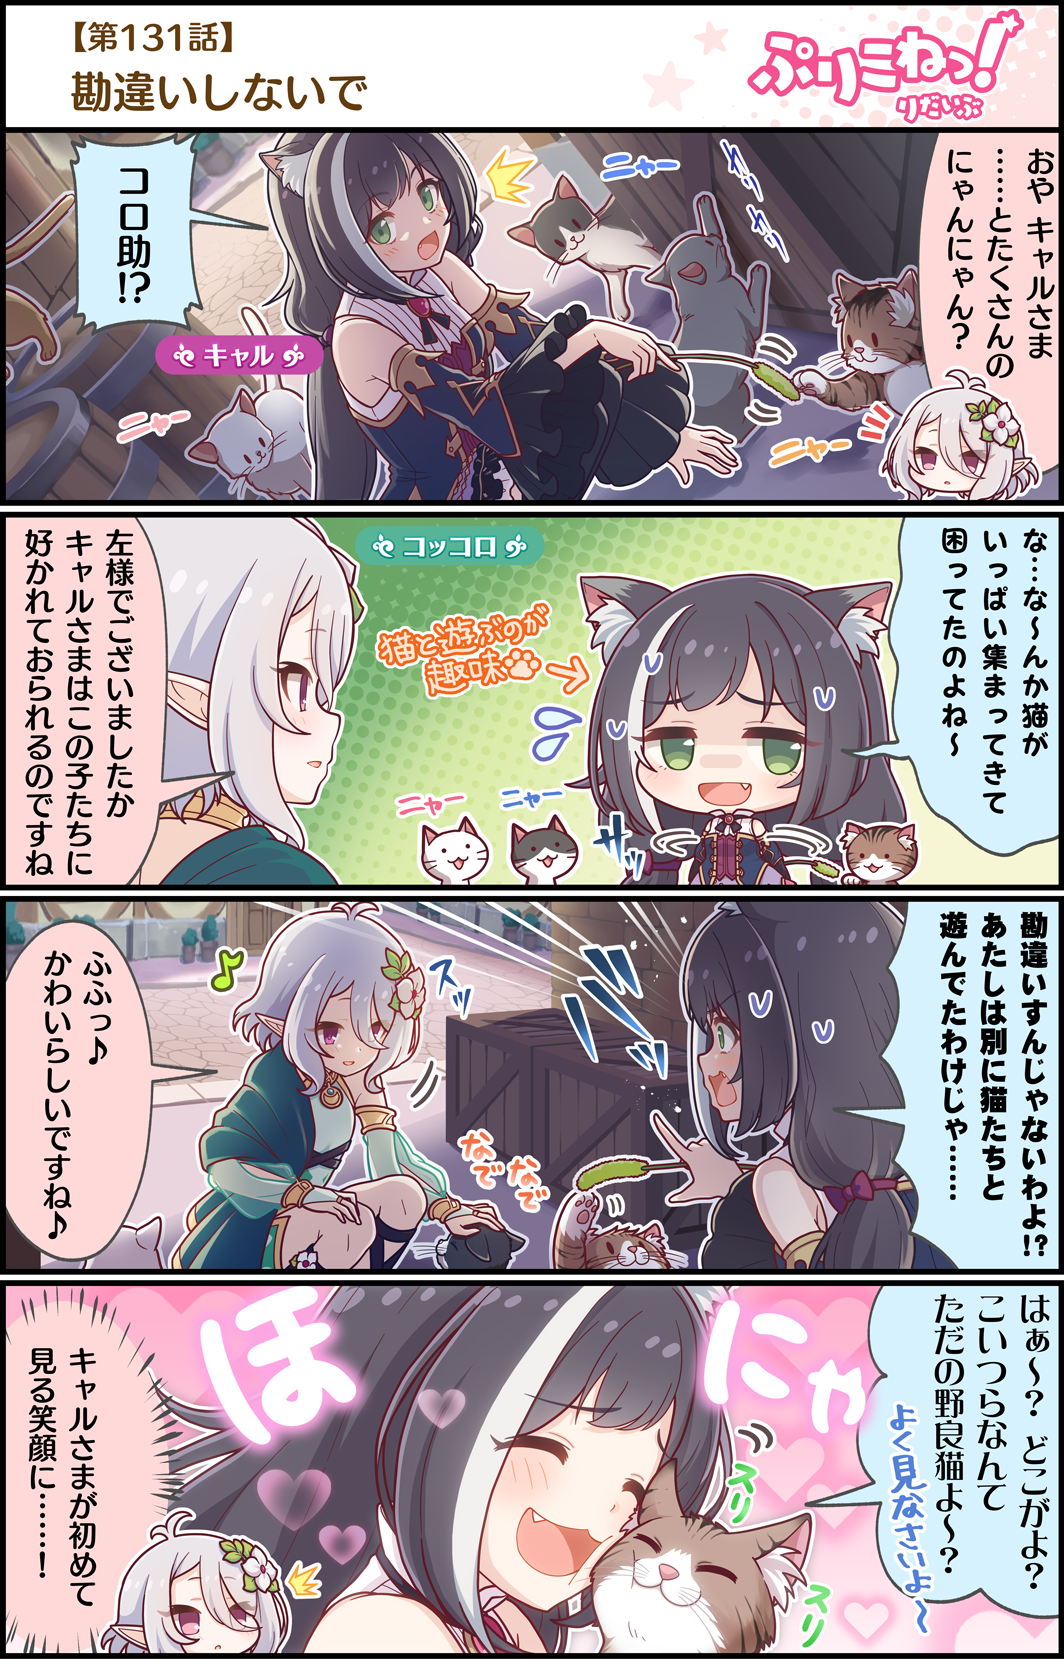 【第131話】
勘違いしないで
ぷりこねっ!
りだいぶ
おや キャルさま
……とたくさんの
にゃんにゃん?
コロ助!?
ニャー
カリ
カリ
キャル
ニャー
ニャー
な…な〜んか猫が
いっぱい集まってきて
困ってたのよね〜
コッコロ
猫と遊ぶのが
趣味
左様でございましたか
キャルさまはこの子たちに
好かれておられるのですね
ニャー
ニャー
サッ
勘違いすんじゃないわよ!?
あたしは別に猫たちと
遊んでたわけじゃ……
スッ
ふふっ♪
かわいらしいですね♪
なで
なで
はぁ〜? どこがよ?
こいつらなんて
ただの野良猫よ〜?
よく見なさいよ〜
ほ
にゃ
スリ
スリ
キャルさまが初めて
見る笑顔に……!